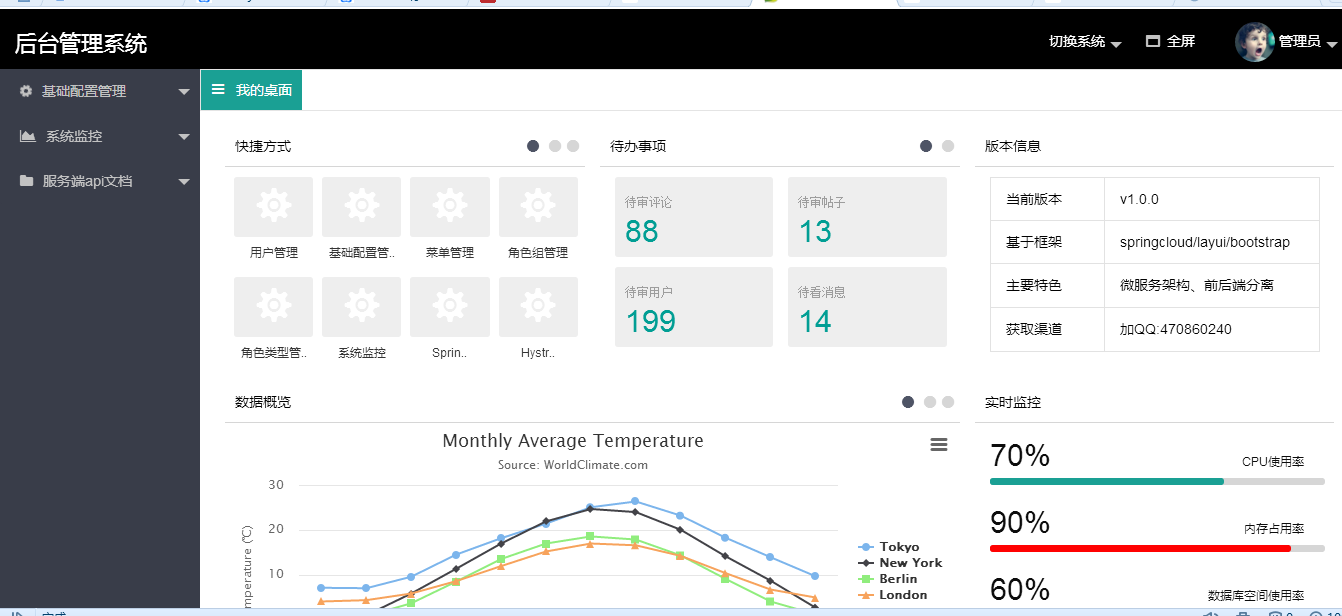 后台管理系统
切换系统
全屏
管理员
基础配置管理
系统监控
服务端api文档
我的桌面
快捷方式
用户管理
基础配置管..
菜单管理
角色组管理
角色类型管..
系统监控
Sprin..
Hystr..
待办事项
待审评论
88
待审帖子
13
待审用户
199
待看消息
14
版本信息
当前版本 v1.0.0
基于框架 springcloud/layui/bootstrap
主要特色 微服务架构、前后端分离
获取渠道 加QQ:470860240
数据概览
Monthly Average Temperature
Source: WorldClimate.com
30
20
10
Tokyo
New York
Berlin
London
实时监控
70%
CPU使用率
90%
内存占用率
60%
数据库空间使用率